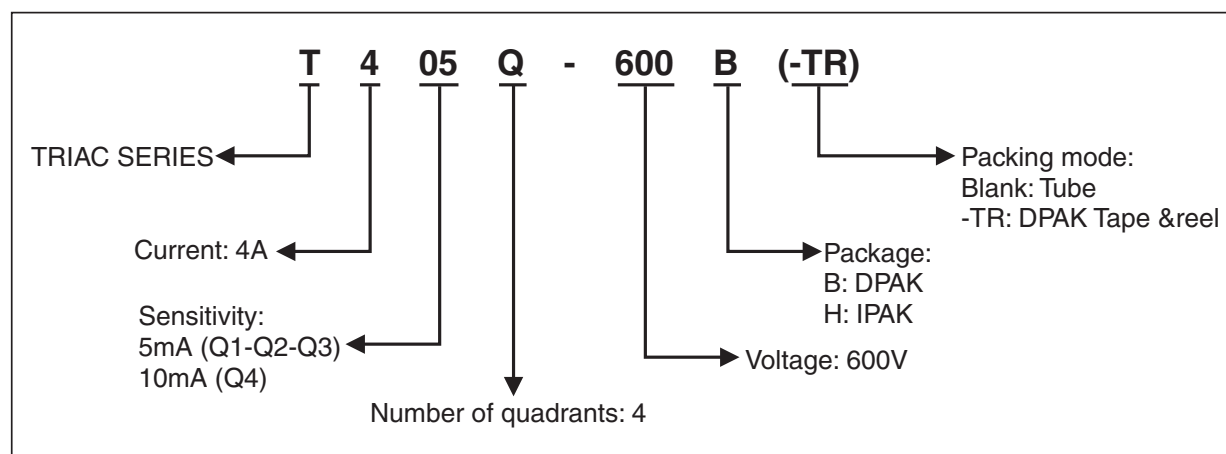 T 4 05 Q - 600 B (-TR)
TRIAC SERIES
Packing mode:
Blank: Tube
-TR: DPAK Tape &reel
Current: 4A
Package:
B: DPAK
H: IPAK
Sensitivity:
5mA (Q1-Q2-Q3)
10mA (Q4)
Voltage: 600V
Number of quadrants: 4